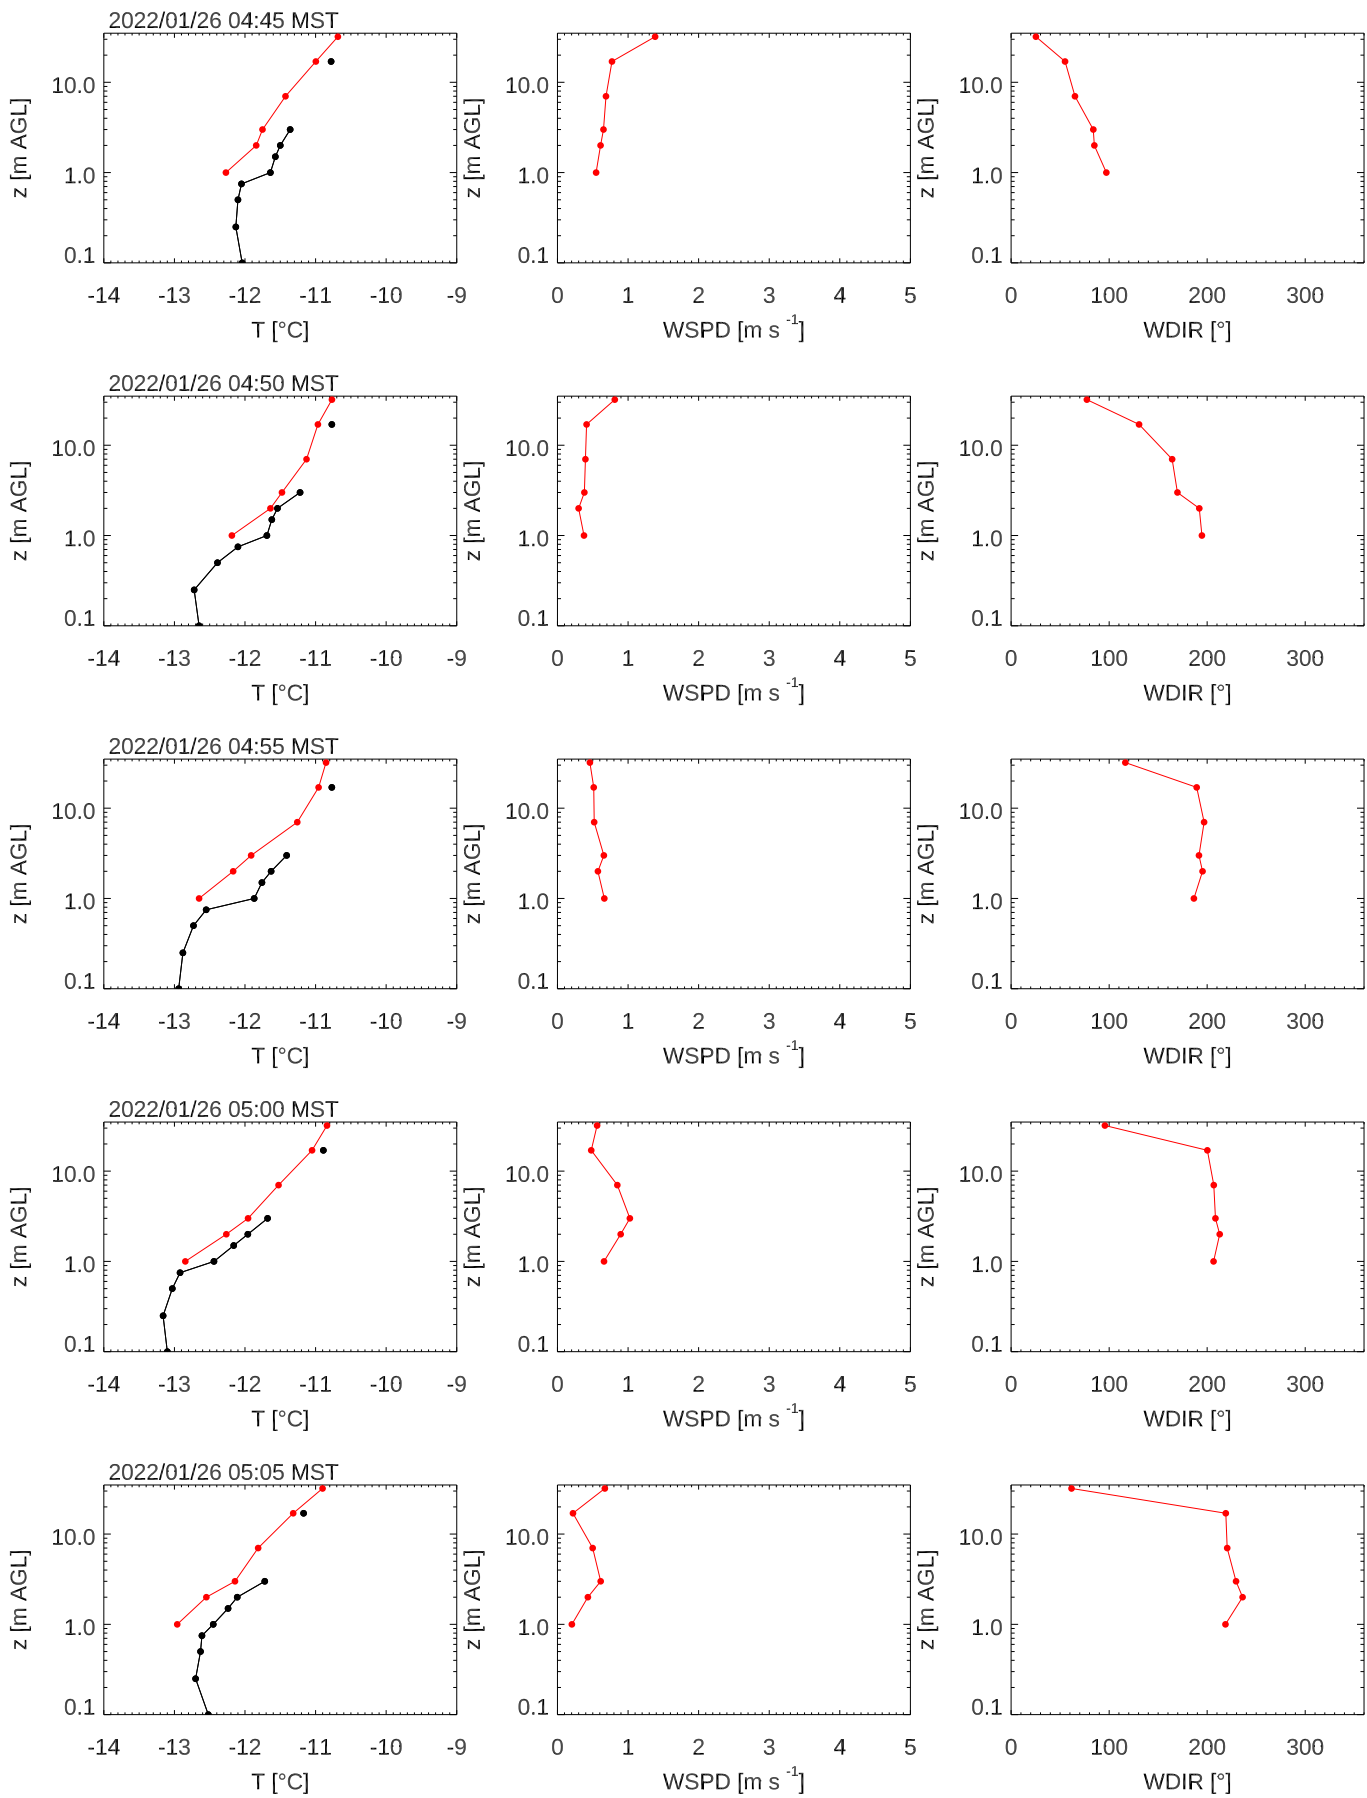 2022/01/26 04:45 MST
z [m AGL]
10.0
1.0
0.1
-14 -13 -12 -11 -10 -9
T [°C]
z [m AGL]
10.0
1.0
0.1
0 1 2 3 4 5
WSPD [m s -1]
z [m AGL]
10.0
1.0
0.1
0 100 200 300
WDIR [°]
2022/01/26 04:50 MST
z [m AGL]
10.0
1.0
0.1
-14 -13 -12 -11 -10 -9
T [°C]
z [m AGL]
10.0
1.0
0.1
0 1 2 3 4 5
WSPD [m s -1]
z [m AGL]
10.0
1.0
0.1
0 100 200 300
WDIR [°]
2022/01/26 04:55 MST
z [m AGL]
10.0
1.0
0.1
-14 -13 -12 -11 -10 -9
T [°C]
z [m AGL]
10.0
1.0
0.1
0 1 2 3 4 5
WSPD [m s -1]
z [m AGL]
10.0
1.0
0.1
0 100 200 300
WDIR [°]
2022/01/26 05:00 MST
z [m AGL]
10.0
1.0
0.1
-14 -13 -12 -11 -10 -9
T [°C]
z [m AGL]
10.0
1.0
0.1
0 1 2 3 4 5
WSPD [m s -1]
z [m AGL]
10.0
1.0
0.1
0 100 200 300
WDIR [°]
2022/01/26 05:05 MST
z [m AGL]
10.0
1.0
0.1
-14 -13 -12 -11 -10 -9
T [°C]
z [m AGL]
10.0
1.0
0.1
0 1 2 3 4 5
WSPD [m s -1]
z [m AGL]
10.0
1.0
0.1
0 100 200 300
WDIR [°]